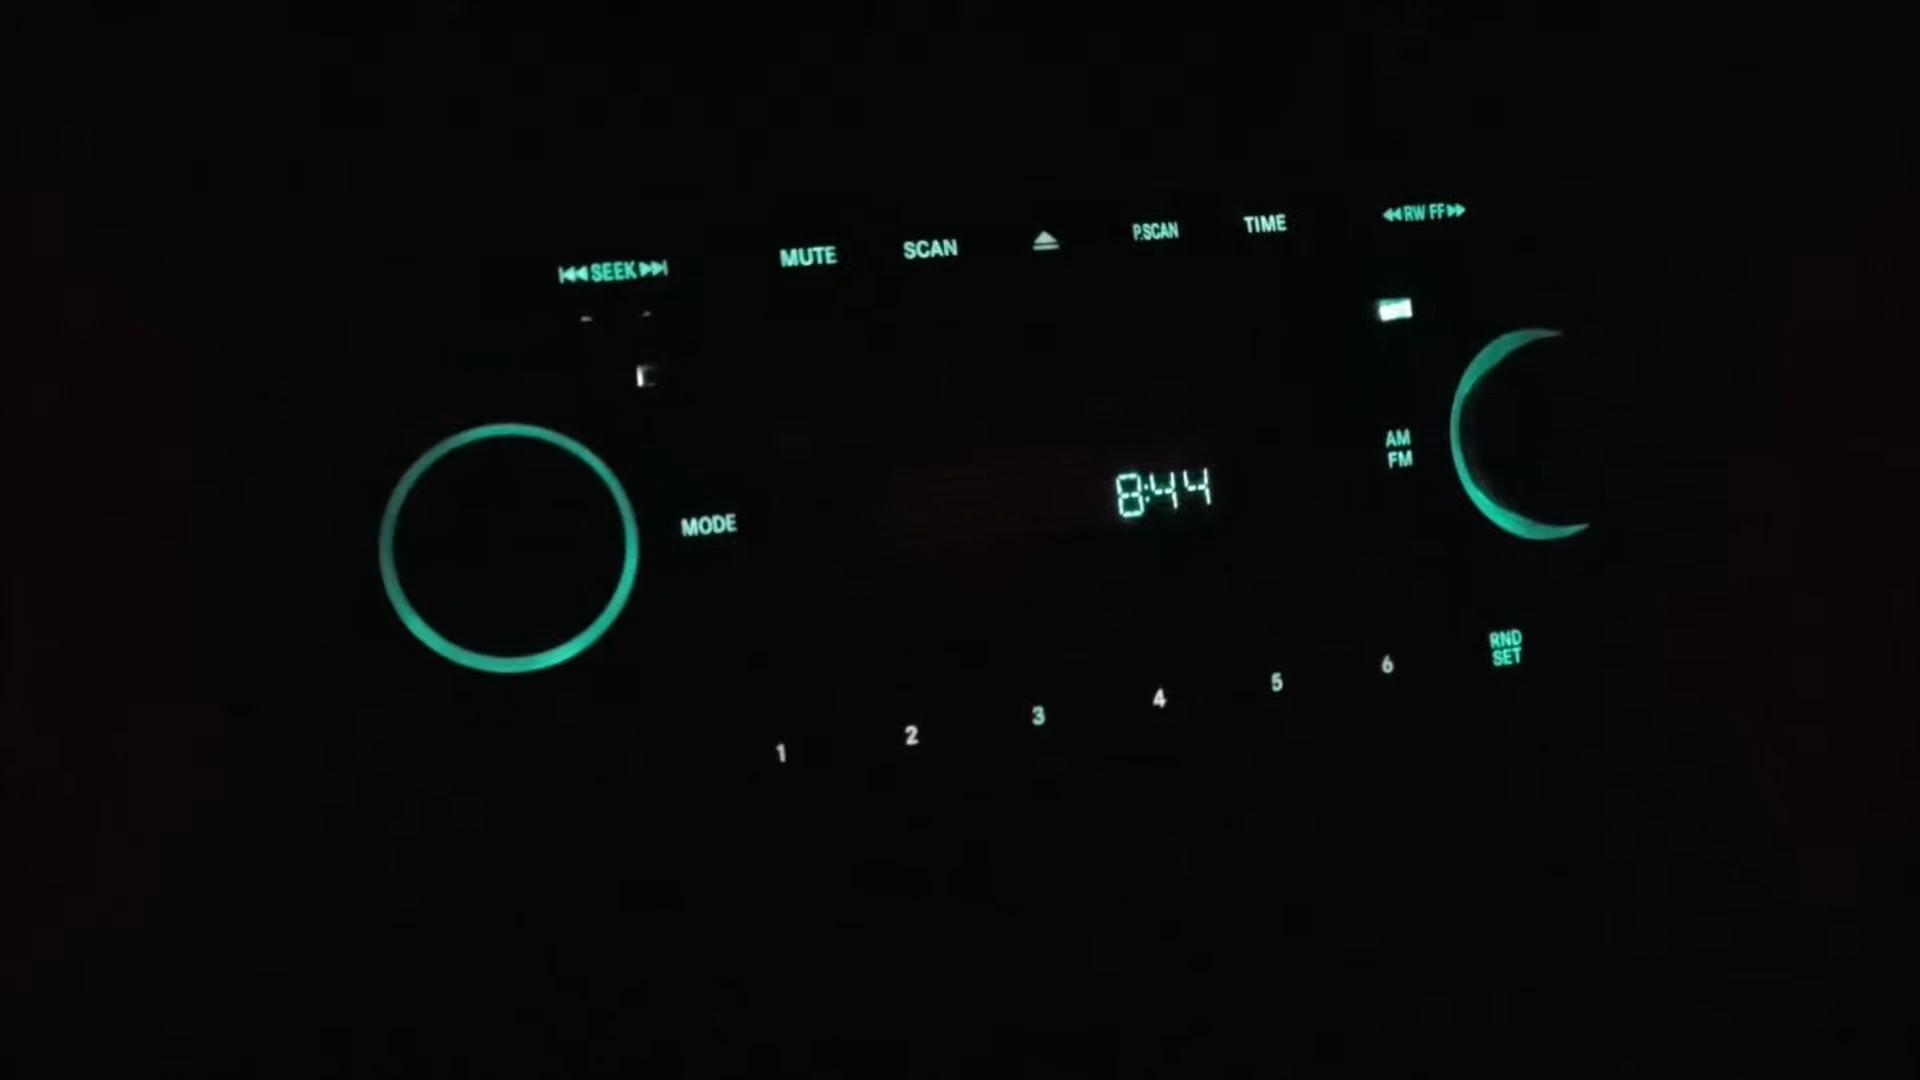 SEEK
MUTE
SCAN
P.SCAN
TIME
RW FF
AM
FM
8:44
MODE
1
2
3
4
5
6
RND
SET